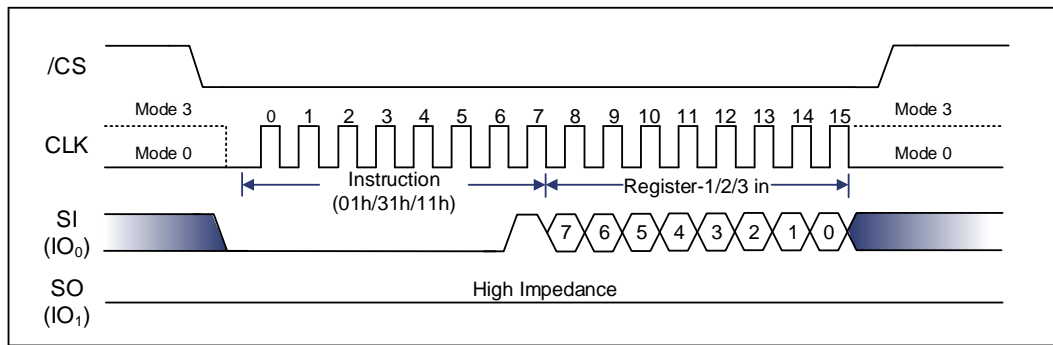 /CS
Mode 3 Mode 3
0 1 2 3 4 5 6 7 8 9 10 11 12 13 14 15
CLK
Mode 0 Mode 0
Instruction Register-1/2/3 in
(01h/31h/11h)
SI
(IO₀)
7 6 5 4 3 2 1 0
SO
(IO₁)
High Impedance